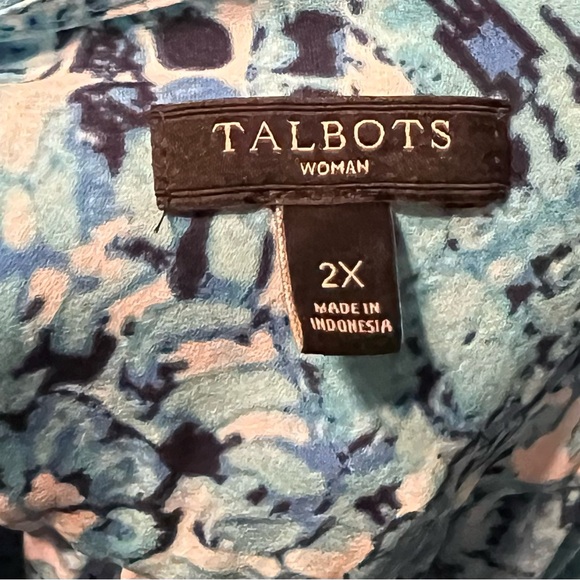 TALBOTS
WOMAN
2X
MADE IN
INDONESIA